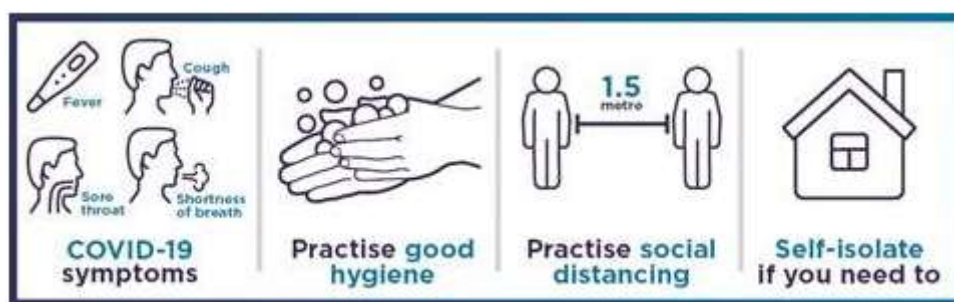 Fever
Cough
Sore
throat
Shortness
of breath
COVID-19
symptoms
Practise good
hygiene
1.5
metre
Practise social
distancing
Self-isolate
if you need to